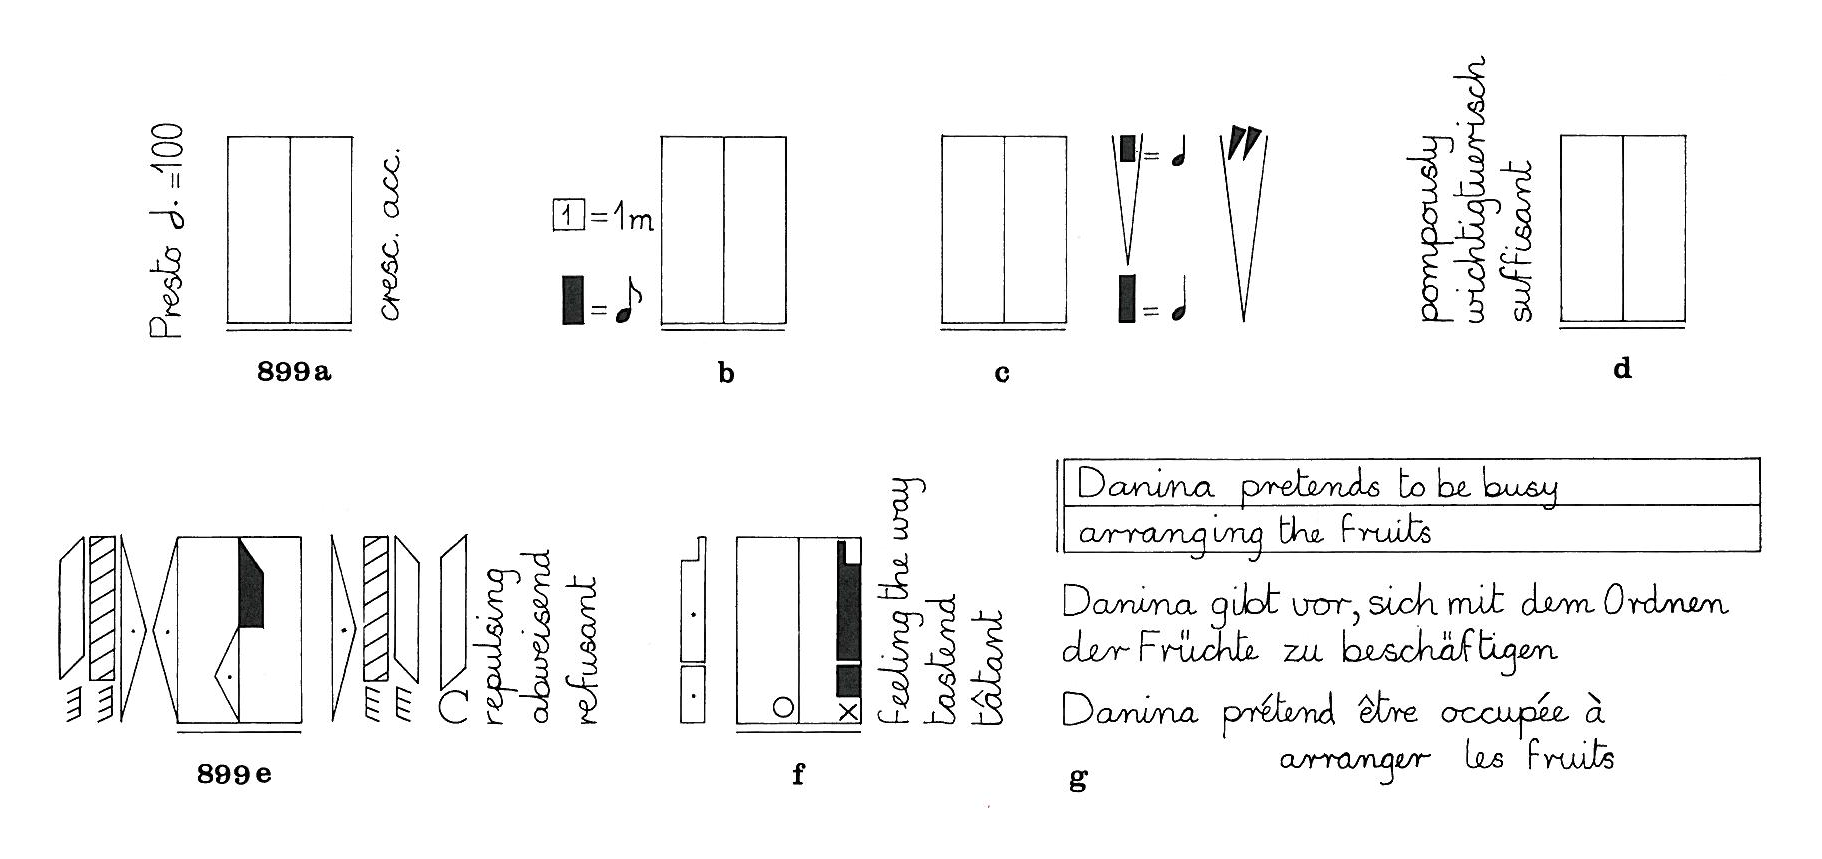 Presto 𝅗𝅥. =100
cresc. acc.
899a
1 = 1m
= ♪
b
= ♩
= ♩
c
pompously
wichtigtuerisch
suffisant
d
repulsing
abweisend
refusant
899e
feeling the way
tastend
tâtant
f
Danina pretends to be busy
arranging the fruits
Danina gibt vor, sich mit dem Ordnen
der Früchte zu beschäftigen
Danina prétend être occupée à
arranger les fruits
g